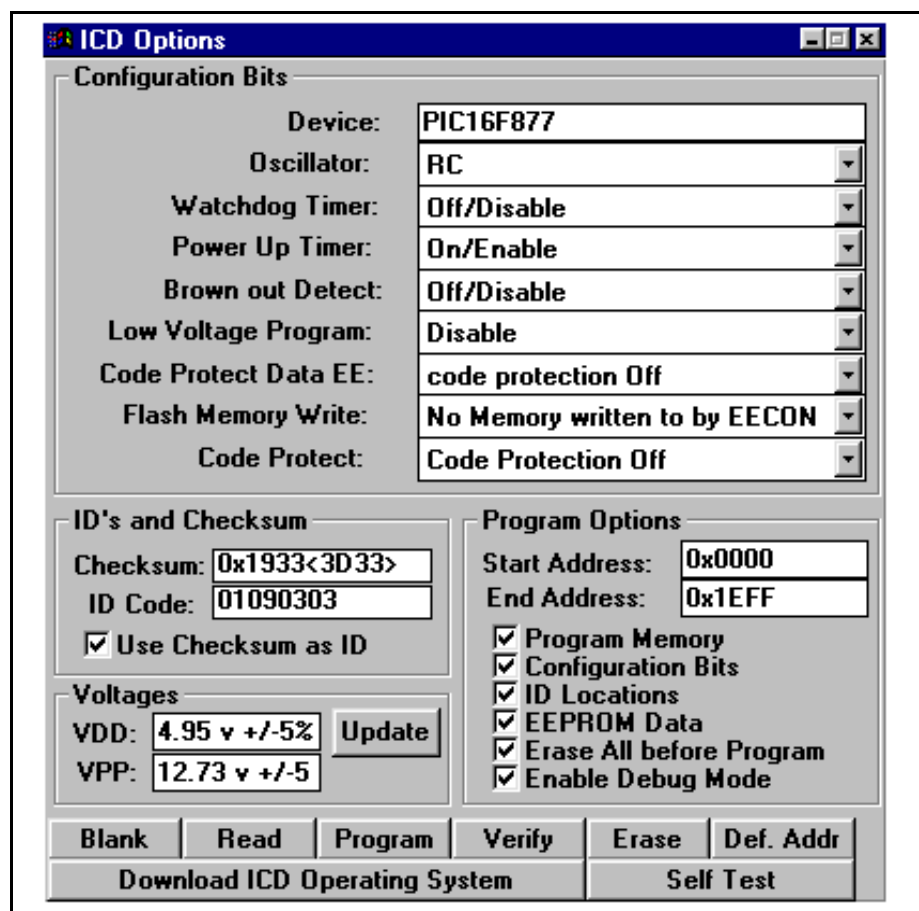 ICD Options
Configuration Bits
Device: PIC16F877
Oscillator: RC
Watchdog Timer: Off/Disable
Power Up Timer: On/Enable
Brown out Detect: Off/Disable
Low Voltage Program: Disable
Code Protect Data EE: code protection Off
Flash Memory Write: No Memory written to by EECON
Code Protect: Code Protection Off
ID's and Checksum
Checksum: 0x1933<3D33>
ID Code: 01090303
Use Checksum as ID
Voltages
VDD: 4.95 v +/-5%
Update
VPP: 12.73 v +/-5
Program Options
Start Address: 0x0000
End Address: 0x1EFF
Program Memory
Configuration Bits
ID Locations
EEPROM Data
Erase All before Program
Enable Debug Mode
Blank Read Program Verify Erase Def. Addr
Download ICD Operating System Self Test